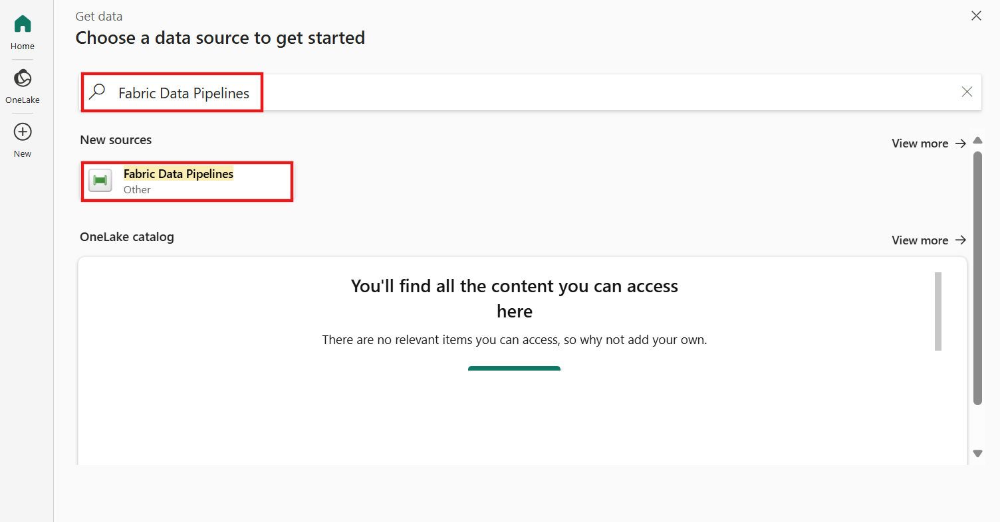 Get data
Choose a data source to get started
Home
OneLake
New
Fabric Data Pipelines
New sources
View more
Fabric Data Pipelines
Other
OneLake catalog
View more
You'll find all the content you can access
here
There are no relevant items you can access, so why not add your own.